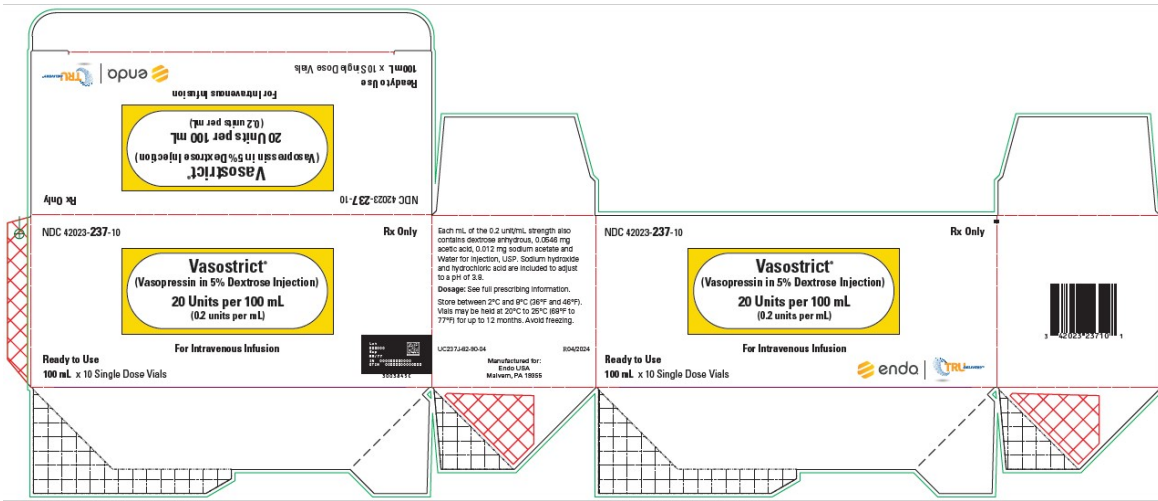 100 mL x 10 Single Dose Vials
Ready to Use
endo
TRU
For Intravenous Infusion
(0.2 units per mL)
20 Units per 100 mL
(Vasopressin in 5% Dextrose Injection)
Vasostrict®
Rx Only
NDC 42023-237-10
NDC 42023-237-10
Rx Only
Vasostrict®
(Vasopressin in 5% Dextrose Injection)
20 Units per 100 mL
(0.2 units per mL)
For Intravenous Infusion
Ready to Use
100 mL x 10 Single Dose Vials
Lot
Exp
Each mL of the 0.2 unit/mL strength also
contains dextrose anhydrous, 0.0546 mg
acetic acid, 0.012 mg sodium acetate and
Water for Injection, USP. Sodium hydroxide
and hydrochloric acid are included to adjust
to a pH of 3.8.
Dosage: See full prescribing information.
Store between 2°C and 8°C (36°F and 46°F).
Vials may be held at 20°C to 25°C (68°F to
77°F) for up to 12 months. Avoid freezing.
R04/2024
Manufactured for:
Endo USA
Malvern, PA 19355
NDC 42023-237-10
Rx Only
Vasostrict®
(Vasopressin in 5% Dextrose Injection)
20 Units per 100 mL
(0.2 units per mL)
For Intravenous Infusion
Ready to Use
100 mL x 10 Single Dose Vials
endo
TRU
3 42023-23710 1